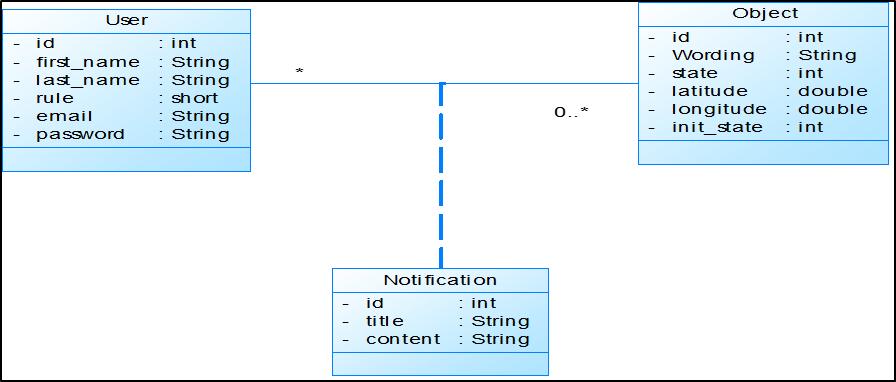 User
- id : int
- first_name : String
- last_name : String
- rule : short
- email : String
- password : String
*
0..*
Object
- id : int
- Wording : String
- state : int
- latitude : double
- longitude : double
- init_state : int
Notification
- id : int
- title : String
- content : String